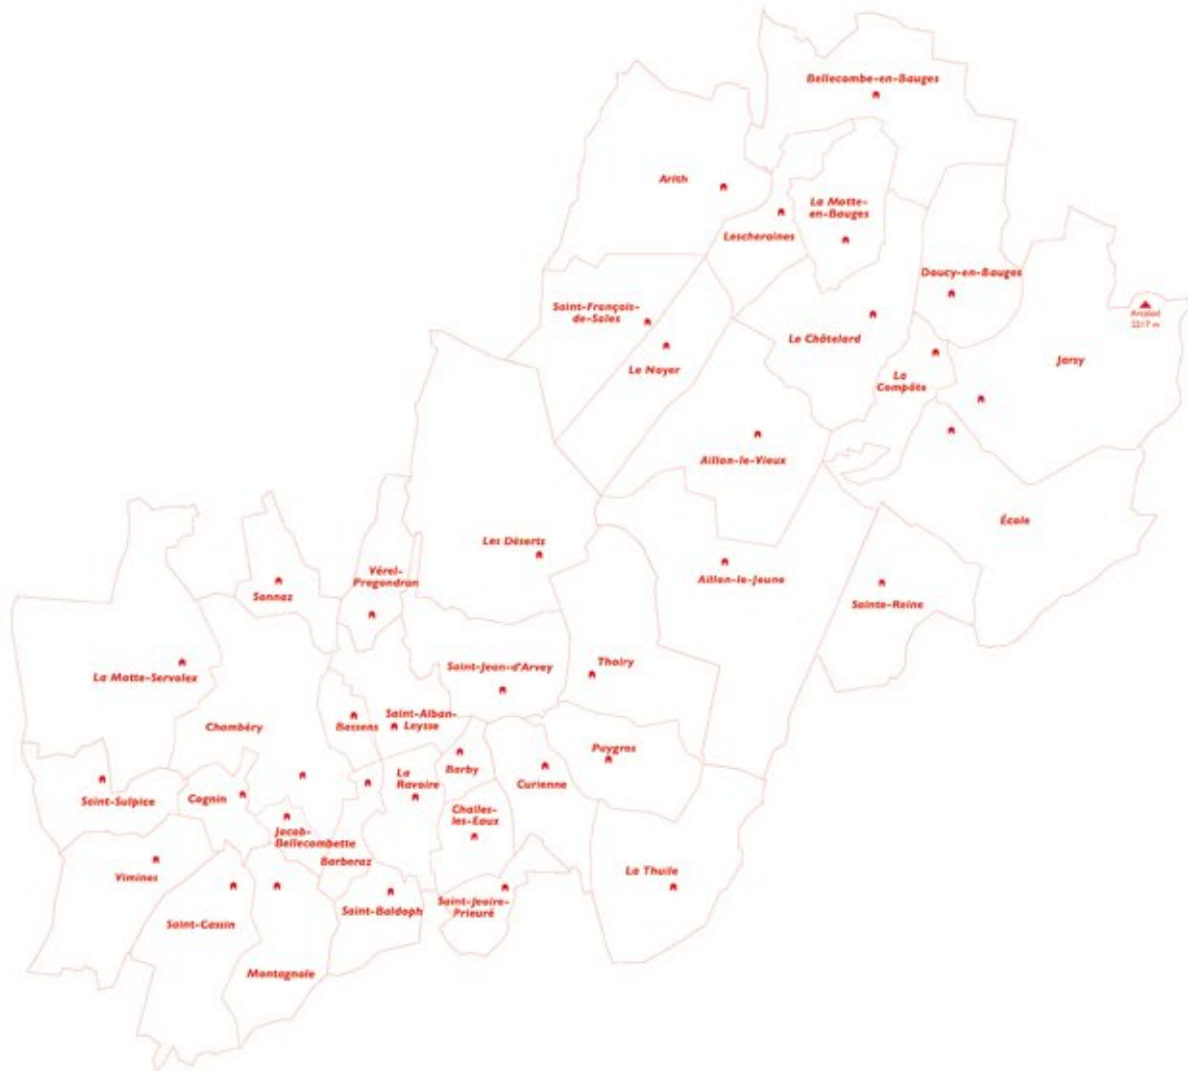 Bellecombe-en-Bauges
Arith
La Motte-
en-Bauges
Lescheraines
Doucy-en-Bauges
Saint-François-
de-Sales
Arcalod
2217 m
Le Châtelard
Jarsy
Le Noyer
La
Compôte
Aillon-le-Vieux
École
Les Déserts
Vérel-
Pragondran
Aillon-le-Jeune
Sonnaz
Sainte-Reine
Saint-Jean-d'Arvey
Thoiry
La Motte-Servolex
Saint-Alban-
Leysse
Bassens
Chambéry
Puygros
Barby
La
Ravoire
Curienne
Saint-Sulpice
Cognin
Challes-
les-Eaux
Jacob-
Bellecombette
Barberaz
La Thuile
Vimines
Saint-Jeoire-
Prieuré
Saint-Baldoph
Saint-Cassin
Montagnole